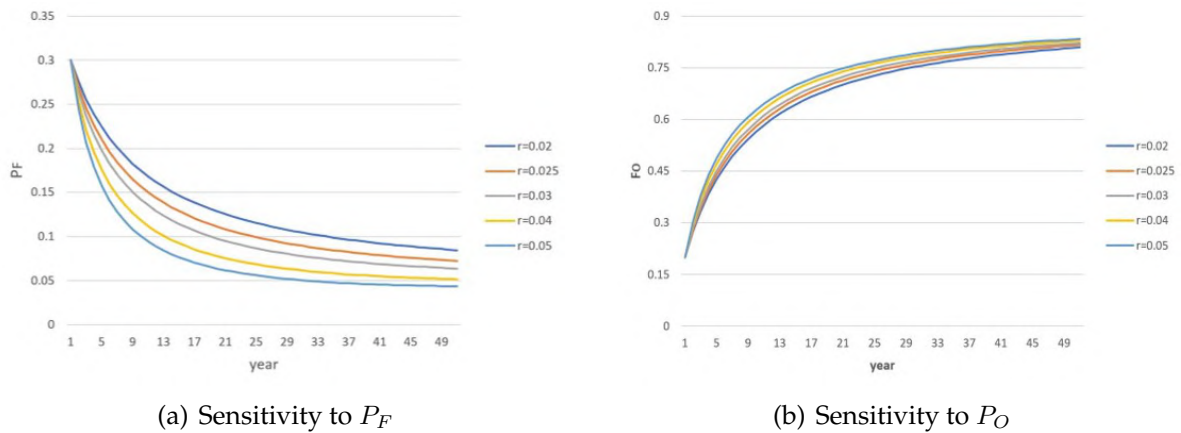 0.35
0.3
0.25
0.2
0.15
0.1
0.05
0
PF
1 5 9 13 17 21 25 29 33 37 41 45 49
year
r=0.02
r=0.025
r=0.03
r=0.04
r=0.05
(a) Sensitivity to P_F
0.9
0.75
0.6
0.45
0.3
0.15
0
Fo
1 5 9 13 17 21 25 29 33 37 41 45 49
year
r=0.02
r=0.025
r=0.03
r=0.04
r=0.05
(b) Sensitivity to P_O